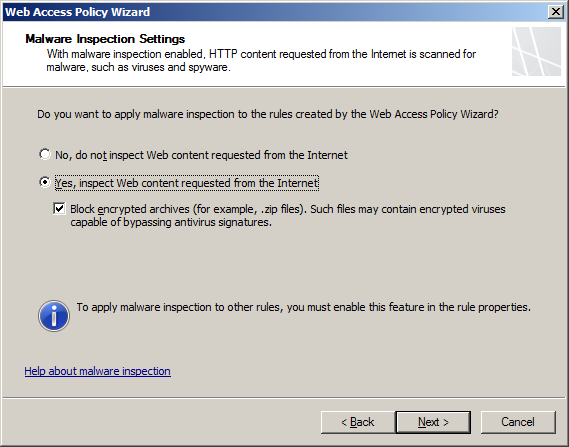 Web Access Policy Wizard
Malware Inspection Settings
With malware inspection enabled, HTTP content requested from the Internet is scanned for
malware, such as viruses and spyware.
Do you want to apply malware inspection to the rules created by the Web Access Policy Wizard?
No, do not inspect Web content requested from the Internet
Yes, inspect Web content requested from the Internet
Block encrypted archives (for example, .zip files). Such files may contain encrypted viruses
capable of bypassing antivirus signatures.
To apply malware inspection to other rules, you must enable this feature in the rule properties.
Help about malware inspection
< Back Next > Cancel